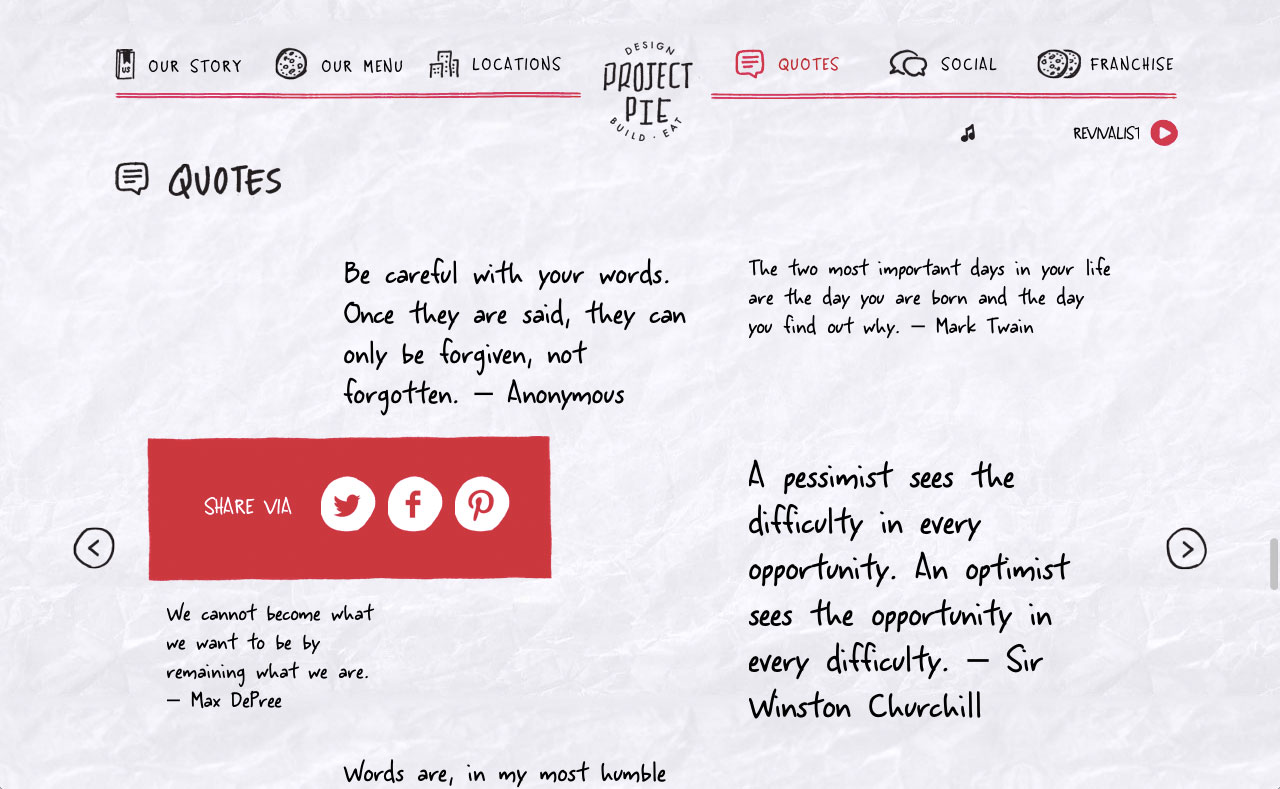 US
OUR STORY
OUR MENU
LOCATIONS
DESIGN
PROJECT
PIE
BUILD · EAT
QUOTES
SOCIAL
FRANCHISE
REVIVALIST
QUOTES
Be careful with your words.
Once they are said, they can
only be forgiven, not
forgotten. — Anonymous
The two most important days in your life
are the day you are born and the day
you find out why. — Mark Twain
SHARE VIA
A pessimist sees the
difficulty in every
opportunity. An optimist
sees the opportunity in
every difficulty. — Sir
Winston Churchill
We cannot become what
we want to be by
remaining what we are.
— Max DePree
Words are, in my most humble